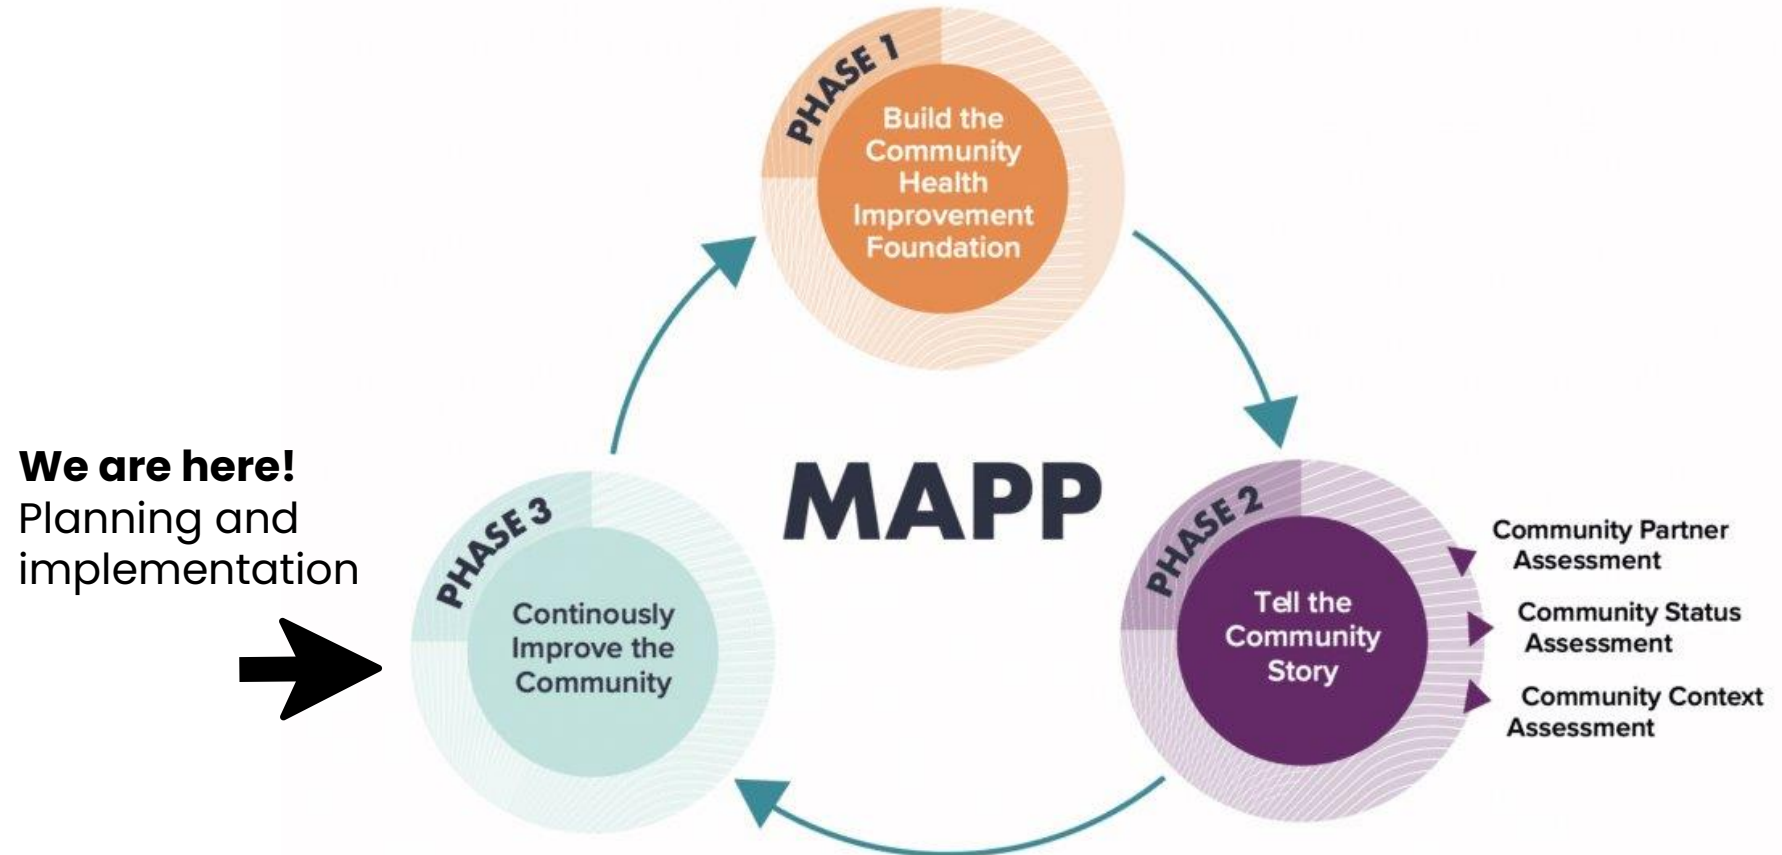 PHASE 1
Build the
Community
Health
Improvement
Foundation
We are here!
Planning and
implementation
MAPP
PHASE 3
Continously
Improve the
Community
PHASE 2
Tell the
Community
Story
Community Partner
Assessment
Community Status
Assessment
Community Context
Assessment